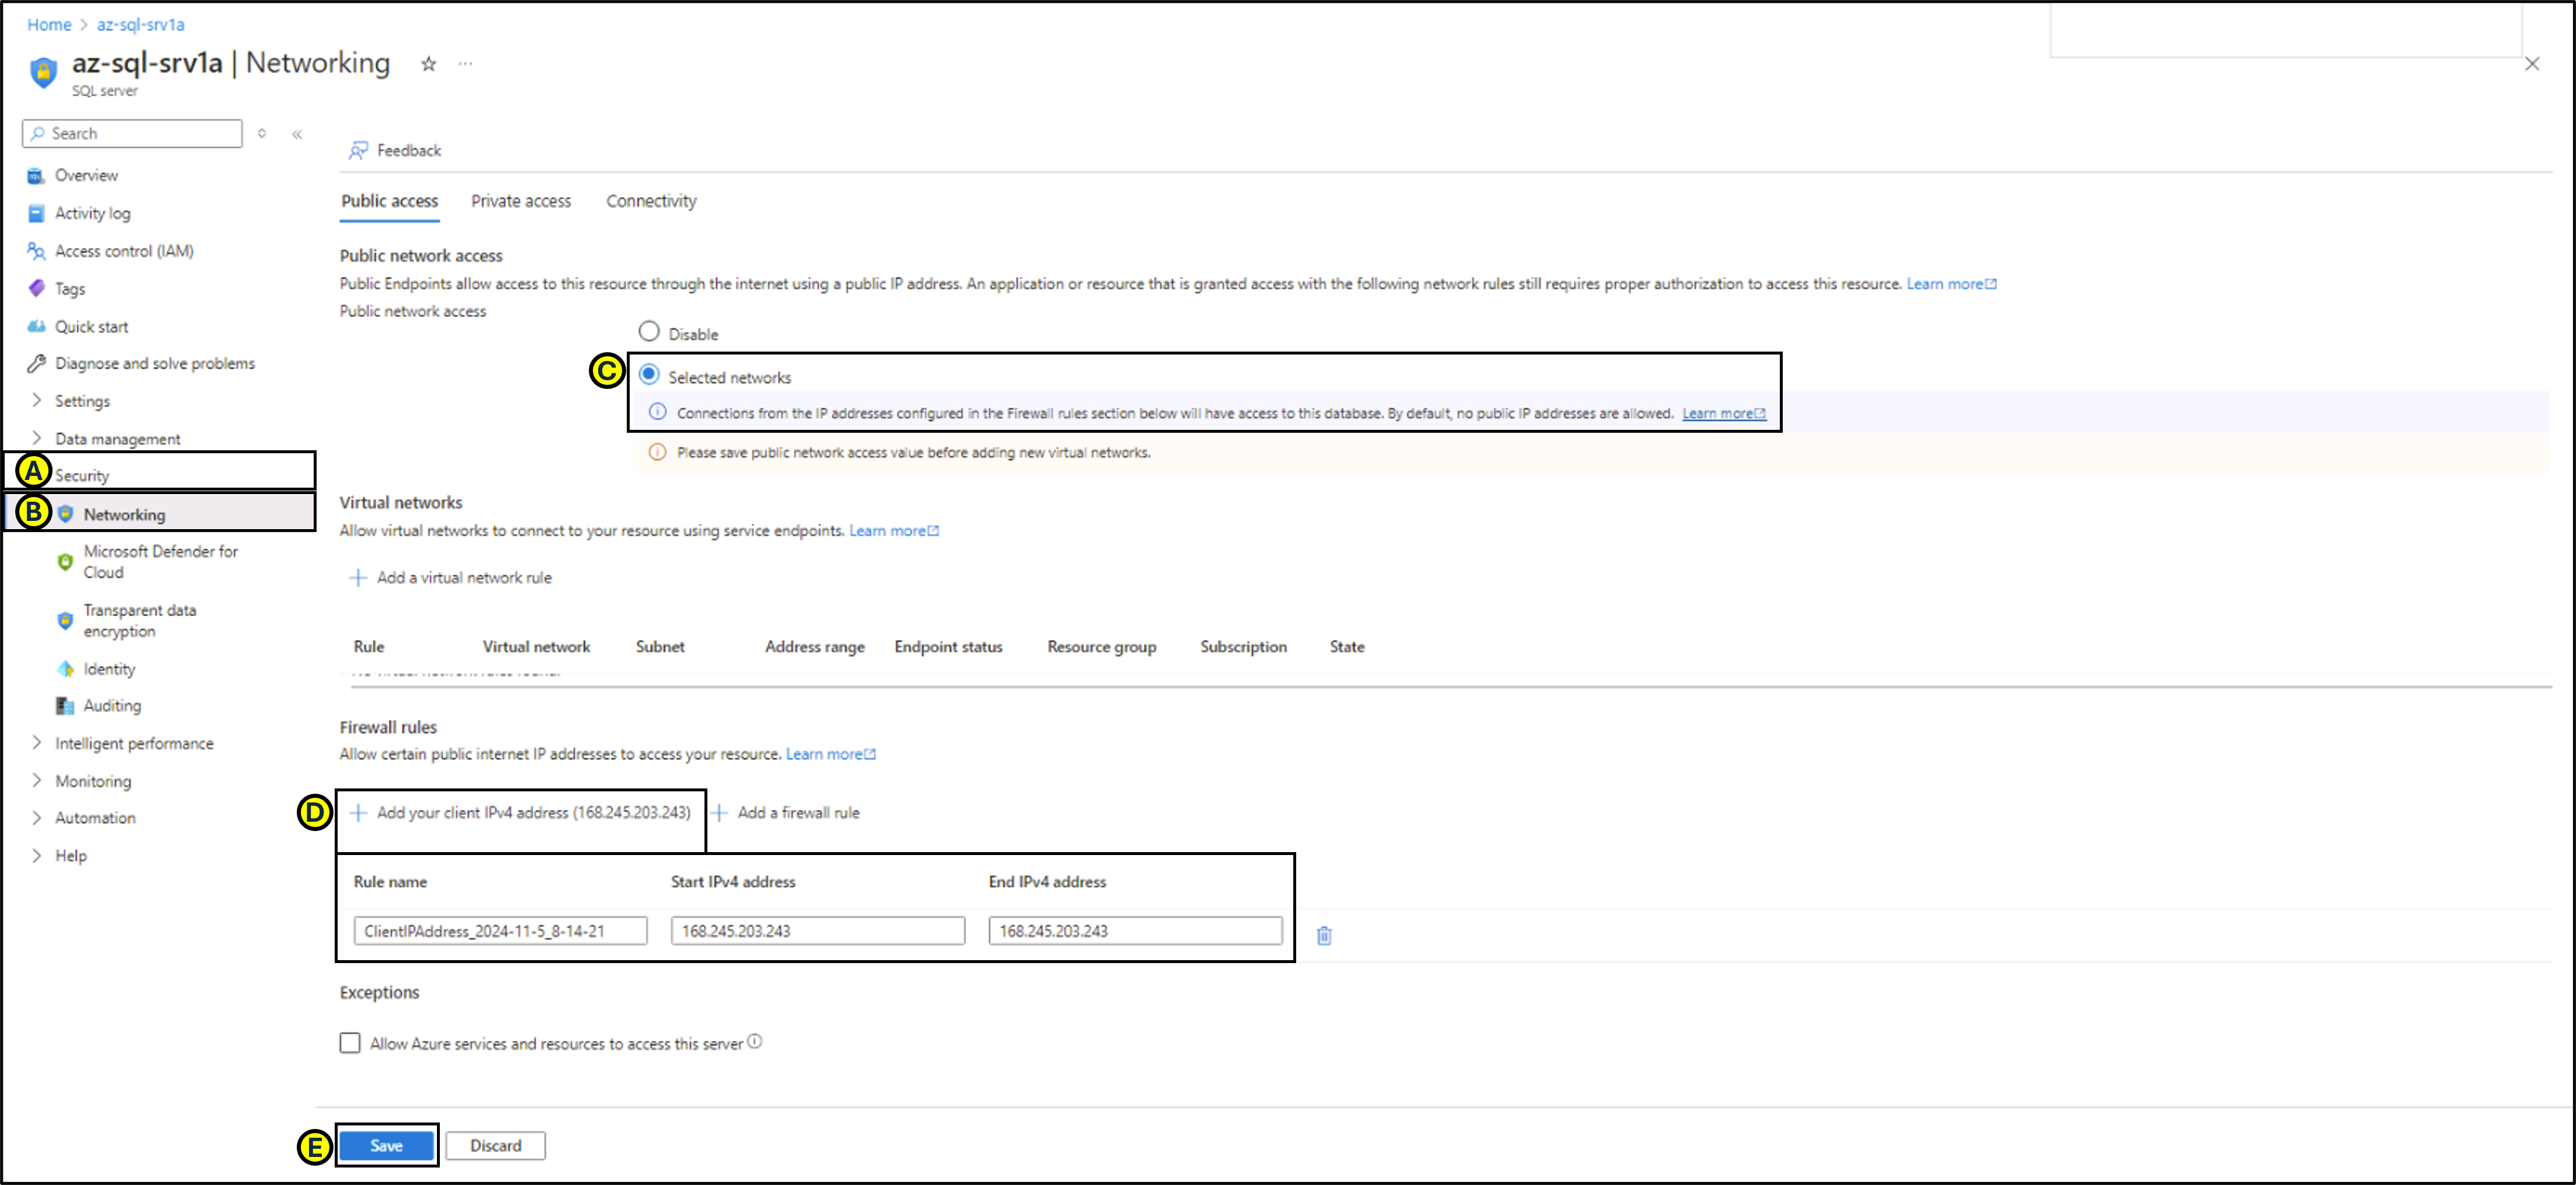 Home > az-sql-srv1a
az-sql-srv1a | Networking
SQL server
Search
Overview
Activity log
Access control (IAM)
Tags
Quick start
Diagnose and solve problems
Settings
Data management
A Security
B Networking
Microsoft Defender for
Cloud
Transparent data
encryption
Identity
Auditing
Intelligent performance
Monitoring
Automation
Help
Feedback
Public access Private access Connectivity
Public network access
Public Endpoints allow access to this resource through the internet using a public IP address. An application or resource that is granted access with the following network rules still requires proper authorization to access this resource. Learn more
Public network access
Disable
C Selected networks
Connections from the IP addresses configured in the Firewall rules section below will have access to this database. By default, no public IP addresses are allowed. Learn more
Please save public network access value before adding new virtual networks.
Virtual networks
Allow virtual networks to connect to your resource using service endpoints. Learn more
+ Add a virtual network rule
Rule Virtual network Subnet Address range Endpoint status Resource group Subscription State
Firewall rules
Allow certain public internet IP addresses to access your resource. Learn more
D + Add your client IPv4 address (168.245.203.243) + Add a firewall rule
Rule name Start IPv4 address End IPv4 address
ClientIPAddress_2024-11-5_8-14-21 168.245.203.243 168.245.203.243
Exceptions
Allow Azure services and resources to access this server
E Save Discard